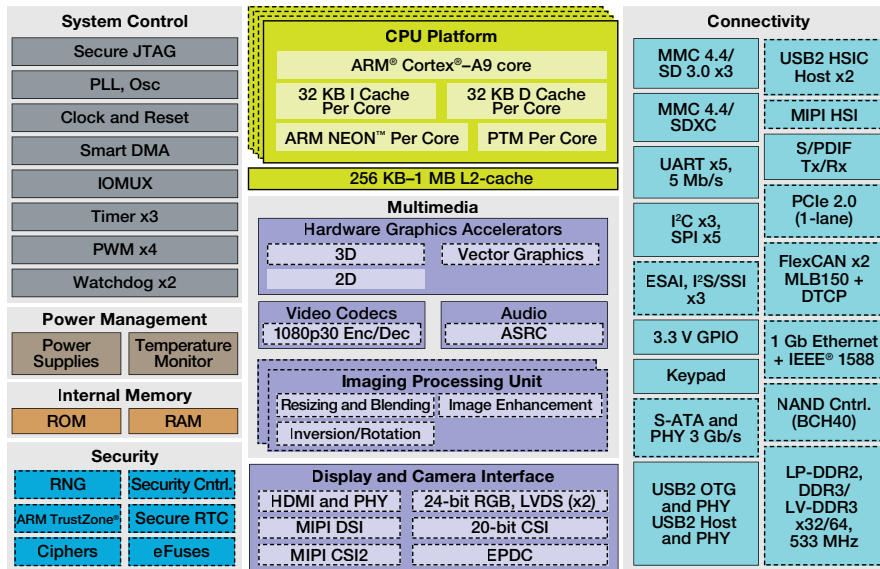 System Control
Secure JTAG
PLL, Osc
Clock and Reset
Smart DMA
IOMUX
Timer x3
PWM x4
Watchdog x2
Power Management
Power
Supplies
Temperature
Monitor
Internal Memory
ROM
RAM
Security
RNG
Security Cntrl.
ARM TrustZone®
Secure RTC
Ciphers
eFuses
CPU Platform
ARM® Cortex®–A9 core
32 KB I Cache
Per Core
32 KB D Cache
Per Core
ARM NEON™ Per Core
PTM Per Core
256 KB–1 MB L2-cache
Multimedia
Hardware Graphics Accelerators
3D
Vector Graphics
2D
Video Codecs
1080p30 Enc/Dec
Audio
ASRC
Imaging Processing Unit
Resizing and Blending
Image Enhancement
Inversion/Rotation
Display and Camera Interface
HDMI and PHY
24-bit RGB, LVDS (x2)
MIPI DSI
20-bit CSI
MIPI CSI2
EPDC
Connectivity
MMC 4.4/
SD 3.0 x3
MMC 4.4/
SDXC
UART x5,
5 Mb/s
I²C x3,
SPI x5
ESAI, I²S/SSI
x3
3.3 V GPIO
Keypad
S-ATA and
PHY 3 Gb/s
USB2 OTG
and PHY
USB2 Host
and PHY
USB2 HSIC
Host x2
MIPI HSI
S/PDIF
Tx/Rx
PCIe 2.0
(1-lane)
FlexCAN x2
MLB150 +
DTCP
1 Gb Ethernet
+ IEEE® 1588
NAND Cntrl.
(BCH40)
LP-DDR2,
DDR3/
LV-DDR3
x32/64,
533 MHz